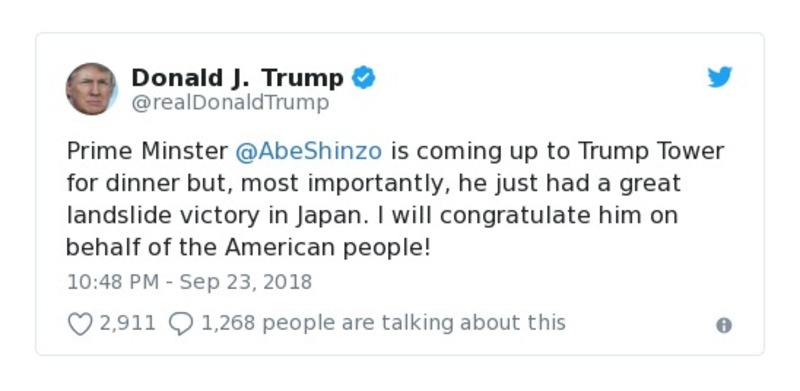 Donald J. Trump
@realDonaldTrump
Prime Minster @AbeShinzo is coming up to Trump Tower
for dinner but, most importantly, he just had a great
landslide victory in Japan. I will congratulate him on
behalf of the American people!
10:48 PM - Sep 23, 2018
2,911 1,268 people are talking about this